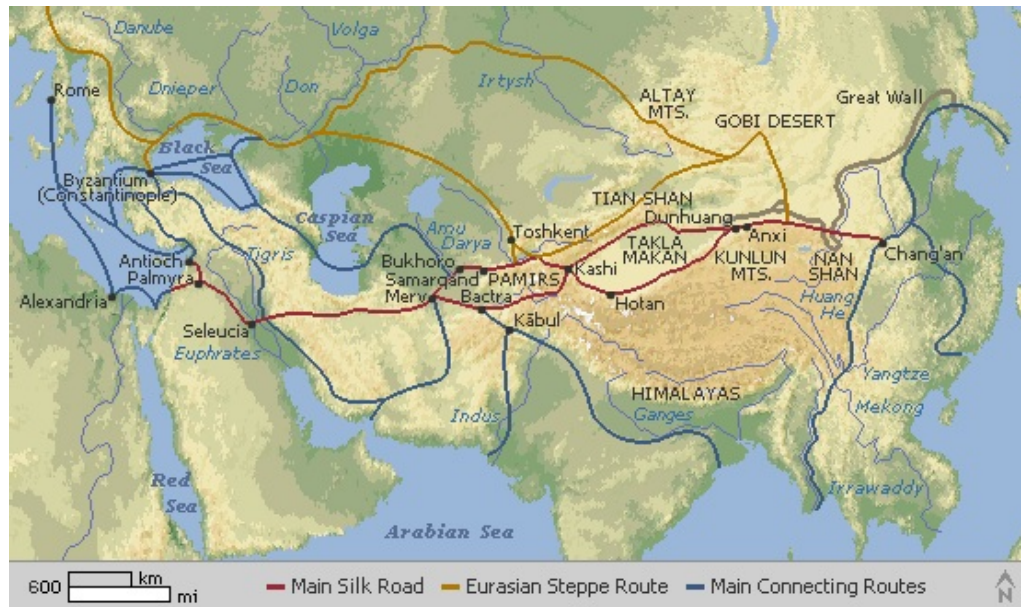 Danube
Volga
Rome
Dnieper
Don
Irtysh
ALTAY
MTS.
Great Wall
GOBI DESERT
Black
Sea
Byzantium
(Constantinople)
TIAN SHAN
Caspian
Sea
Dunhuang
Amu
Darya
Toshkent
Anxi
Tigris
TAKLA
MAKAN
Antioch
Bukhoro
KUNLUN
MTS.
NAN
SHAN
Chang'an
Palmyra
Samarqand
PAMIRS
Kashi
Alexandria
Merv
Bactra
Hotan
Huang
He
Seleucia
Kābul
Euphrates
Yangtze
HIMALAYAS
Indus
Ganges
Mekong
Red
Sea
Irrawaddy
Arabian Sea
600 km
mi
Main Silk Road
Eurasian Steppe Route
Main Connecting Routes
N